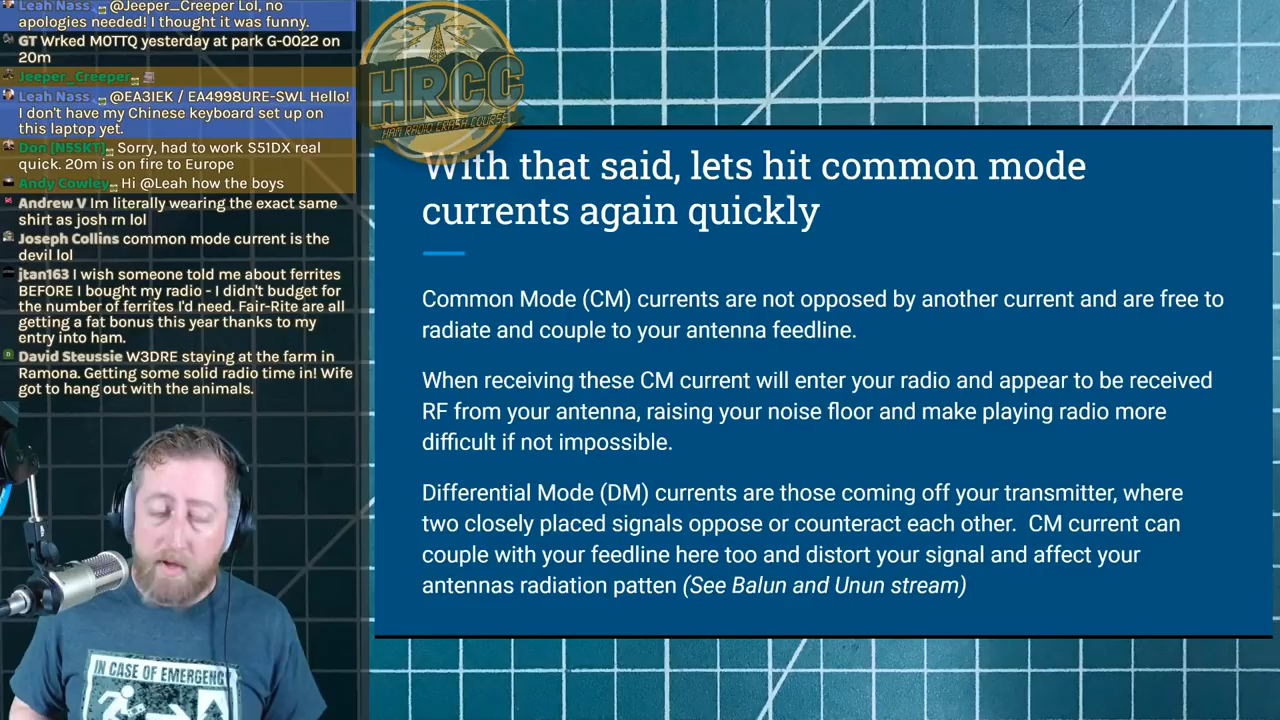 Leah Nass @Jeeper_Creeper Lol, no
apologies needed! I thought it was funny.
GT Wrked M0TTQ yesterday at park G-0022 on
20m
Jeeper_Creeper
Leah Nass @EA3IEK / EA4998URE-SWL Hello!
I don't have my Chinese keyboard set up on
this laptop yet.
Don [N5SKT] Sorry, had to work S51DX real
quick. 20m is on fire to Europe
Andy Cowley Hi @Leah how the boys
Andrew V Im literally wearing the exact same
shirt as josh rn lol
Joseph Collins common mode current is the
devil lol
jtan163 I wish someone told me about ferrites
BEFORE I bought my radio - I didn't budget for
the number of ferrites I'd need. Fair-Rite are all
getting a fat bonus this year thanks to my
entry into ham.
David Steussie W3DRE staying at the farm in
Ramona. Getting some solid radio time in! Wife
got to hang out with the animals.
HRCC
HAM RADIO CRASH COURSE
With that said, lets hit common mode
currents again quickly
Common Mode (CM) currents are not opposed by another current and are free to
radiate and couple to your antenna feedline.
When receiving these CM current will enter your radio and appear to be received
RF from your antenna, raising your noise floor and make playing radio more
difficult if not impossible.
Differential Mode (DM) currents are those coming off your transmitter, where
two closely placed signals oppose or counteract each other.  CM current can
couple with your feedline here too and distort your signal and affect your
antennas radiation patten (See Balun and Unun stream)
IN CASE OF EMERGENCY